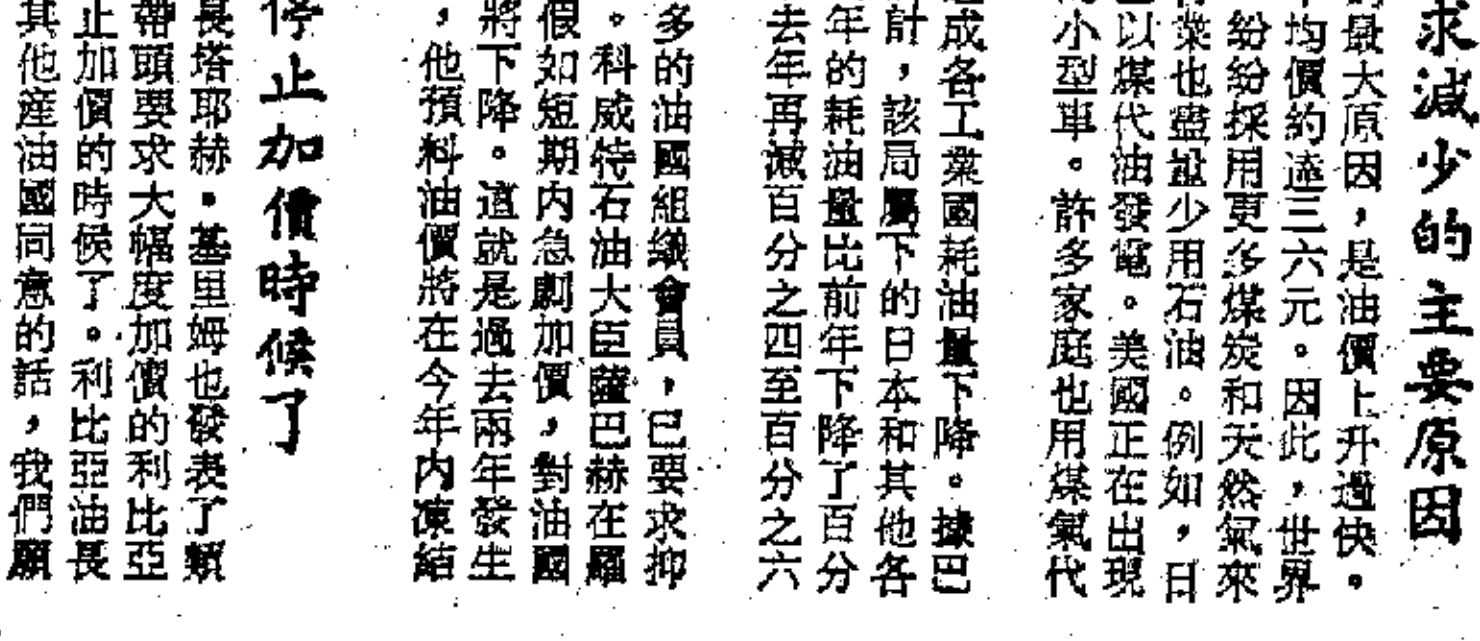 求減少的主要原因
的最大原因，是油價上升過快。
平均價約達三六元。因此，世界
紛紛採用更多煤炭和天然氣來
業也盡量少用石油。例如，日
以煤代油發電。美國正在出現
小型車。許多家庭也用煤氣代
成各工業國耗油量下降。據巴
計，該局屬下的日本和其他各
年的耗油量比前年下降了百分
去年再減百分之四至百分之六
多的油國組織會員，已要求抑
。科威特石油大臣薩巴赫在羅
假如短期內急劇加價，對油國
將下降。這就是過去兩年發生
，他預料油價將在今年內凍結
停止加價時候了
長塔耶赫・基里姆也發表了類
帶頭要求大幅度加價的利比亞
止加價的時候了。利比亞油長
其他產油國同意的話，我們願